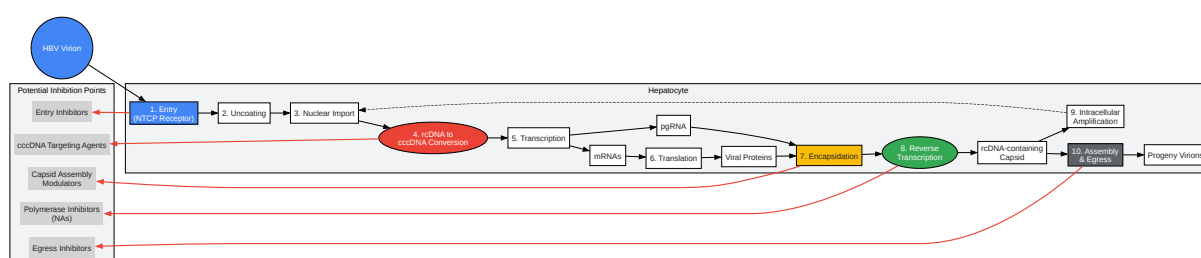 HBV Virion
Potential Inhibition Points
Entry Inhibitors
cccDNA Targeting Agents
Capsid Assembly
Modulators
Polymerase Inhibitors
(NAs)
Egress Inhibitors
Hepatocyte
1. Entry
(NTCP Receptor)
2. Uncoating
3. Nuclear Import
4. rcDNA to
cccDNA Conversion
5. Transcription
pgRNA
mRNAs
6. Translation
Viral Proteins
7. Encapsidation
8. Reverse
Transcription
rcDNA-containing
Capsid
9. Intracellular
Amplification
10. Assembly
& Egress
Progeny Virions